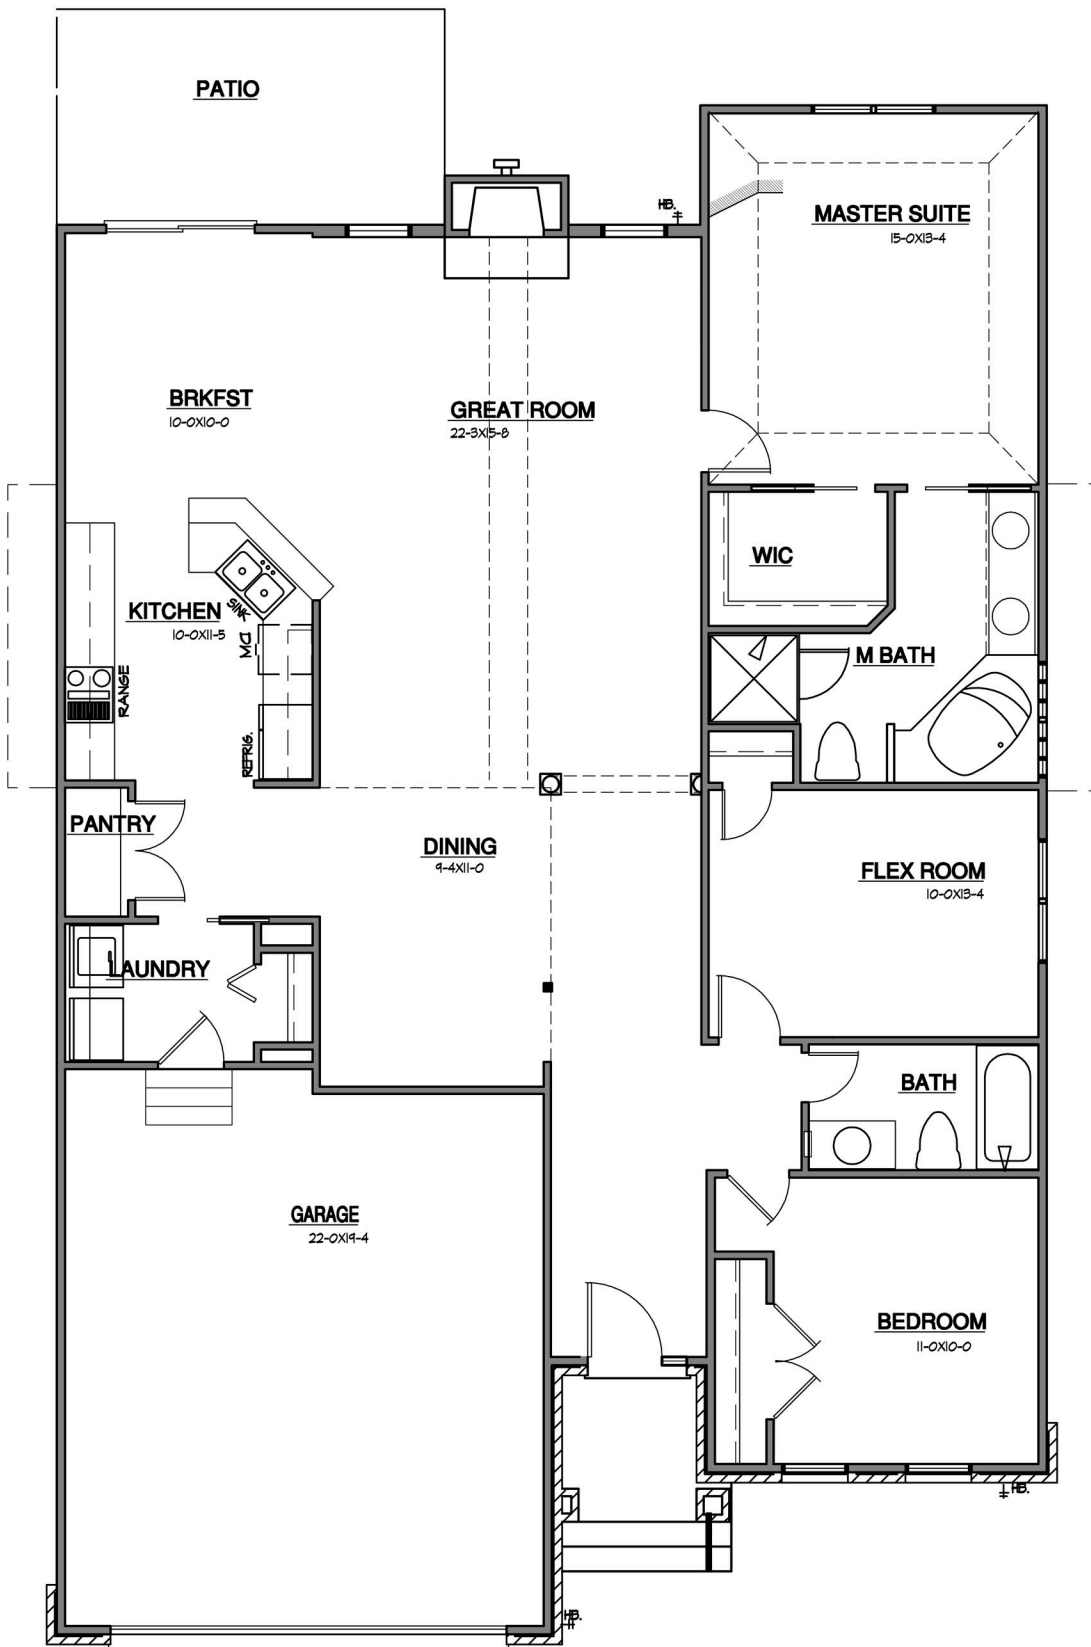 PATIO
HB.
MASTER SUITE
15-0X13-4
BRKFST
10-0X10-0
GREAT ROOM
22-3X15-8
WIC
KITCHEN
10-0X11-5
SINK
RANGE
REFRIG.
M BATH
PANTRY
DINING
9-4X11-0
FLEX ROOM
10-0X13-4
LAUNDRY
BATH
GARAGE
22-0X19-4
BEDROOM
11-0X10-0
HB.
HB.